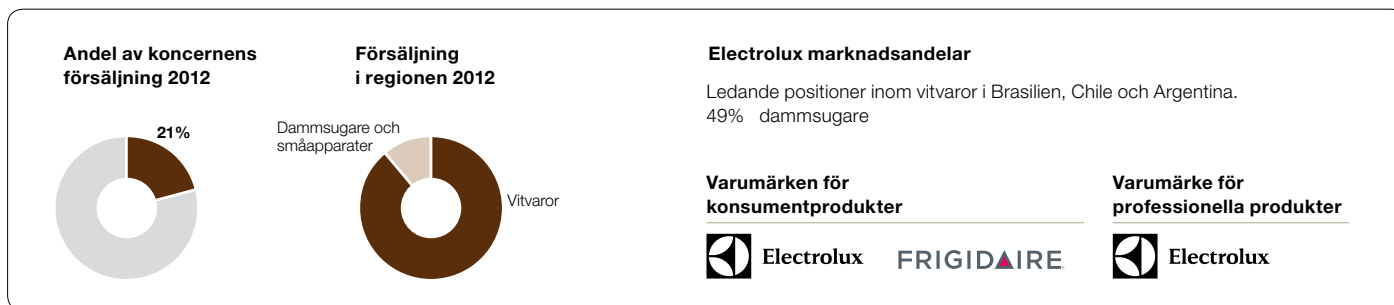 Andel av koncernens
försäljning 2012
21%
Försäljning
i regionen 2012
Dammsugare och
småapparater
Vitvaror
Electrolux marknadsandelar
Ledande positioner inom vitvaror i Brasilien, Chile och Argentina.
49% dammsugare
Varumärken för
konsumentprodukter
Electrolux
FRIGIDAIRE
Varumärke för
professionella produkter
Electrolux